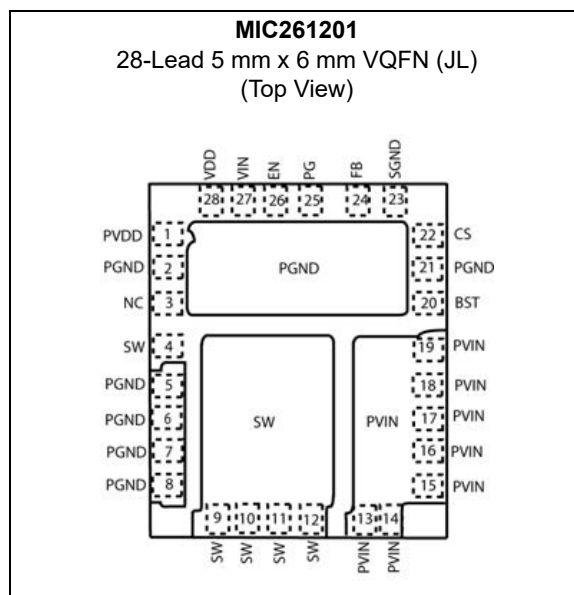 MIC261201
28-Lead 5 mm x 6 mm VQFN (JL)
(Top View)
VDD VIN EN PG FB SGND
28 27 26 25 24 23
PVDD 1 22 CS
PGND 2 PGND 21 PGND
NC 3 20 BST
SW 4 19 PVIN
PGND 5 18 PVIN
PGND 6 SW PVIN 17 PVIN
PGND 7 16 PVIN
PGND 8 15 PVIN
9 10 11 12 13 14
SW SW SW SW PVIN PVIN